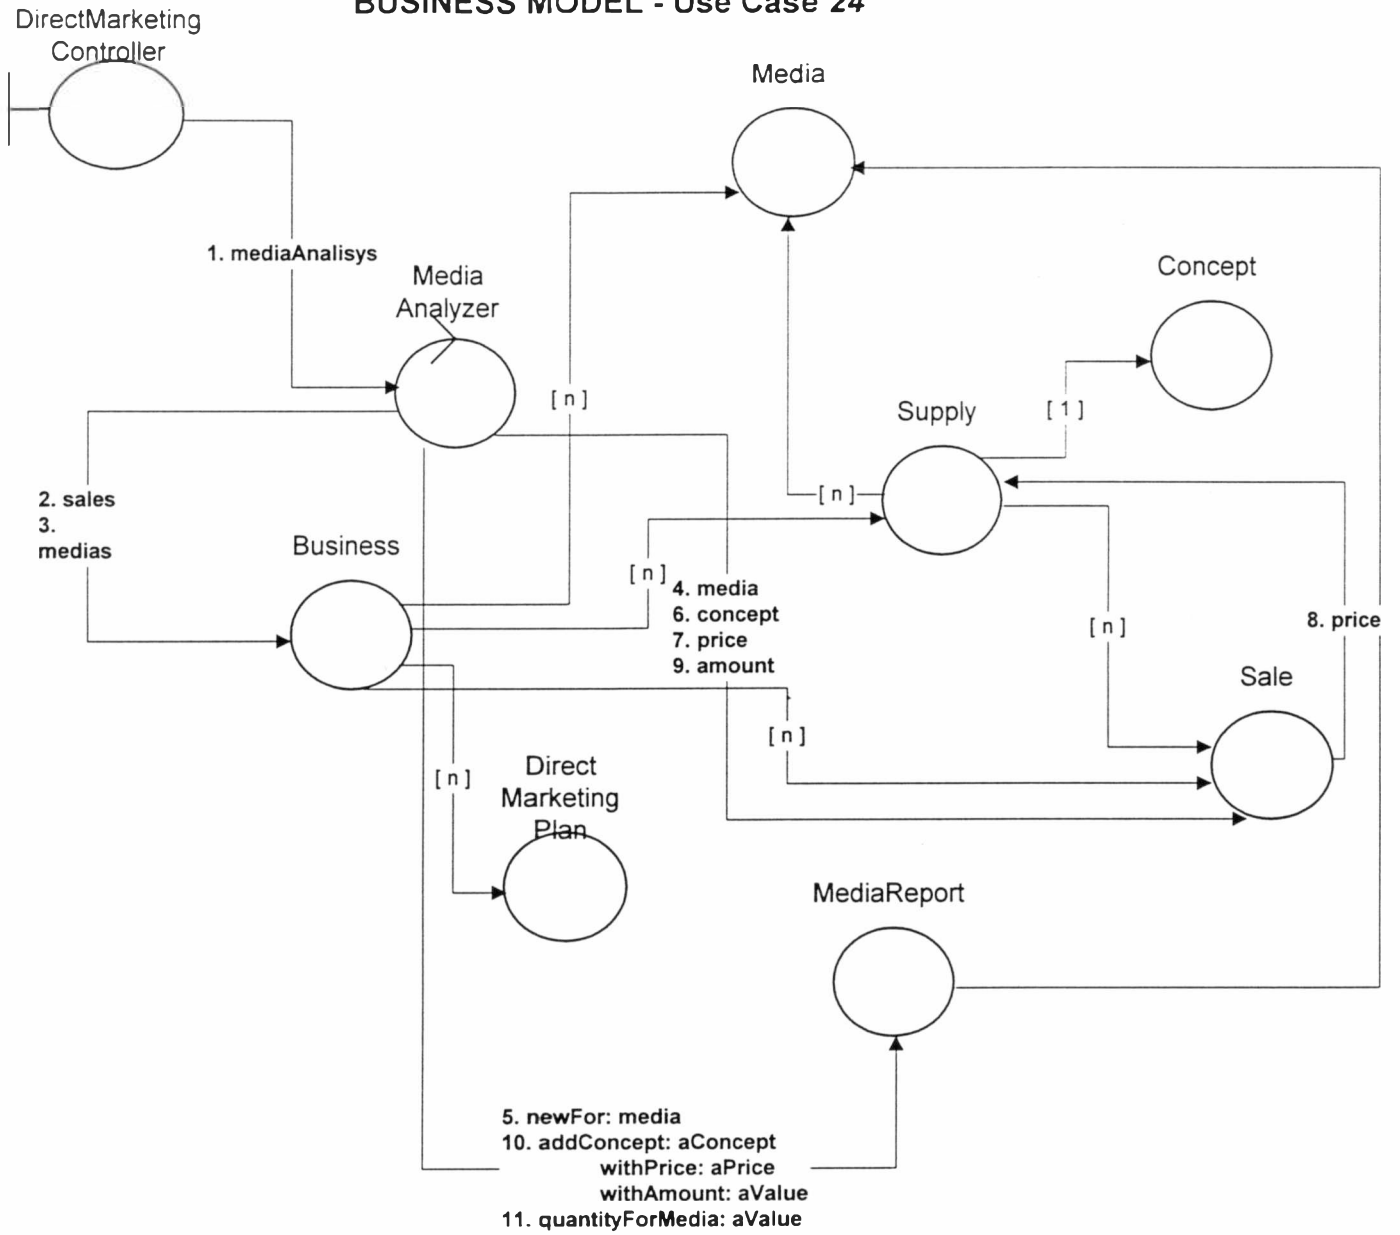 BUSINESS MODEL - Use Case 24
DirectMarketing
Controller
Media
1. mediaAnalisys
Media
Analyzer
Concept
[ n ]
Supply
[ 1 ]
[ n ]
2. sales
3.
medias
Business
[ n ]
4. media
6. concept
7. price
9. amount
[ n ]
8. price
Sale
[ n ]
[ n ]
Direct
Marketing
Plan
MediaReport
5. newFor: media
10. addConcept: aConcept
withPrice: aPrice
withAmount: aValue
11. quantityForMedia: aValue